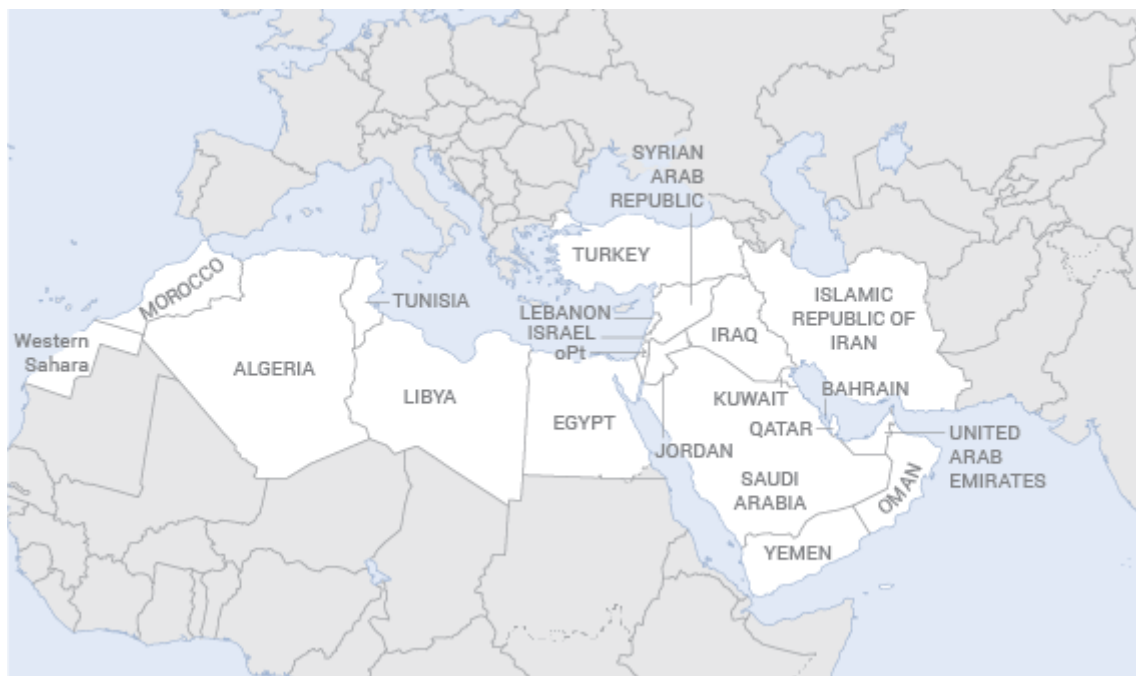 SYRIAN
ARAB
REPUBLIC
TURKEY
MOROCCO
TUNISIA
LEBANON
ISRAEL
oPt
IRAQ
ISLAMIC
REPUBLIC OF
IRAN
Western
Sahara
ALGERIA
LIBYA
EGYPT
KUWAIT
BAHRAIN
QATAR
JORDAN
UNITED
ARAB
EMIRATES
SAUDI
ARABIA
OMAN
YEMEN